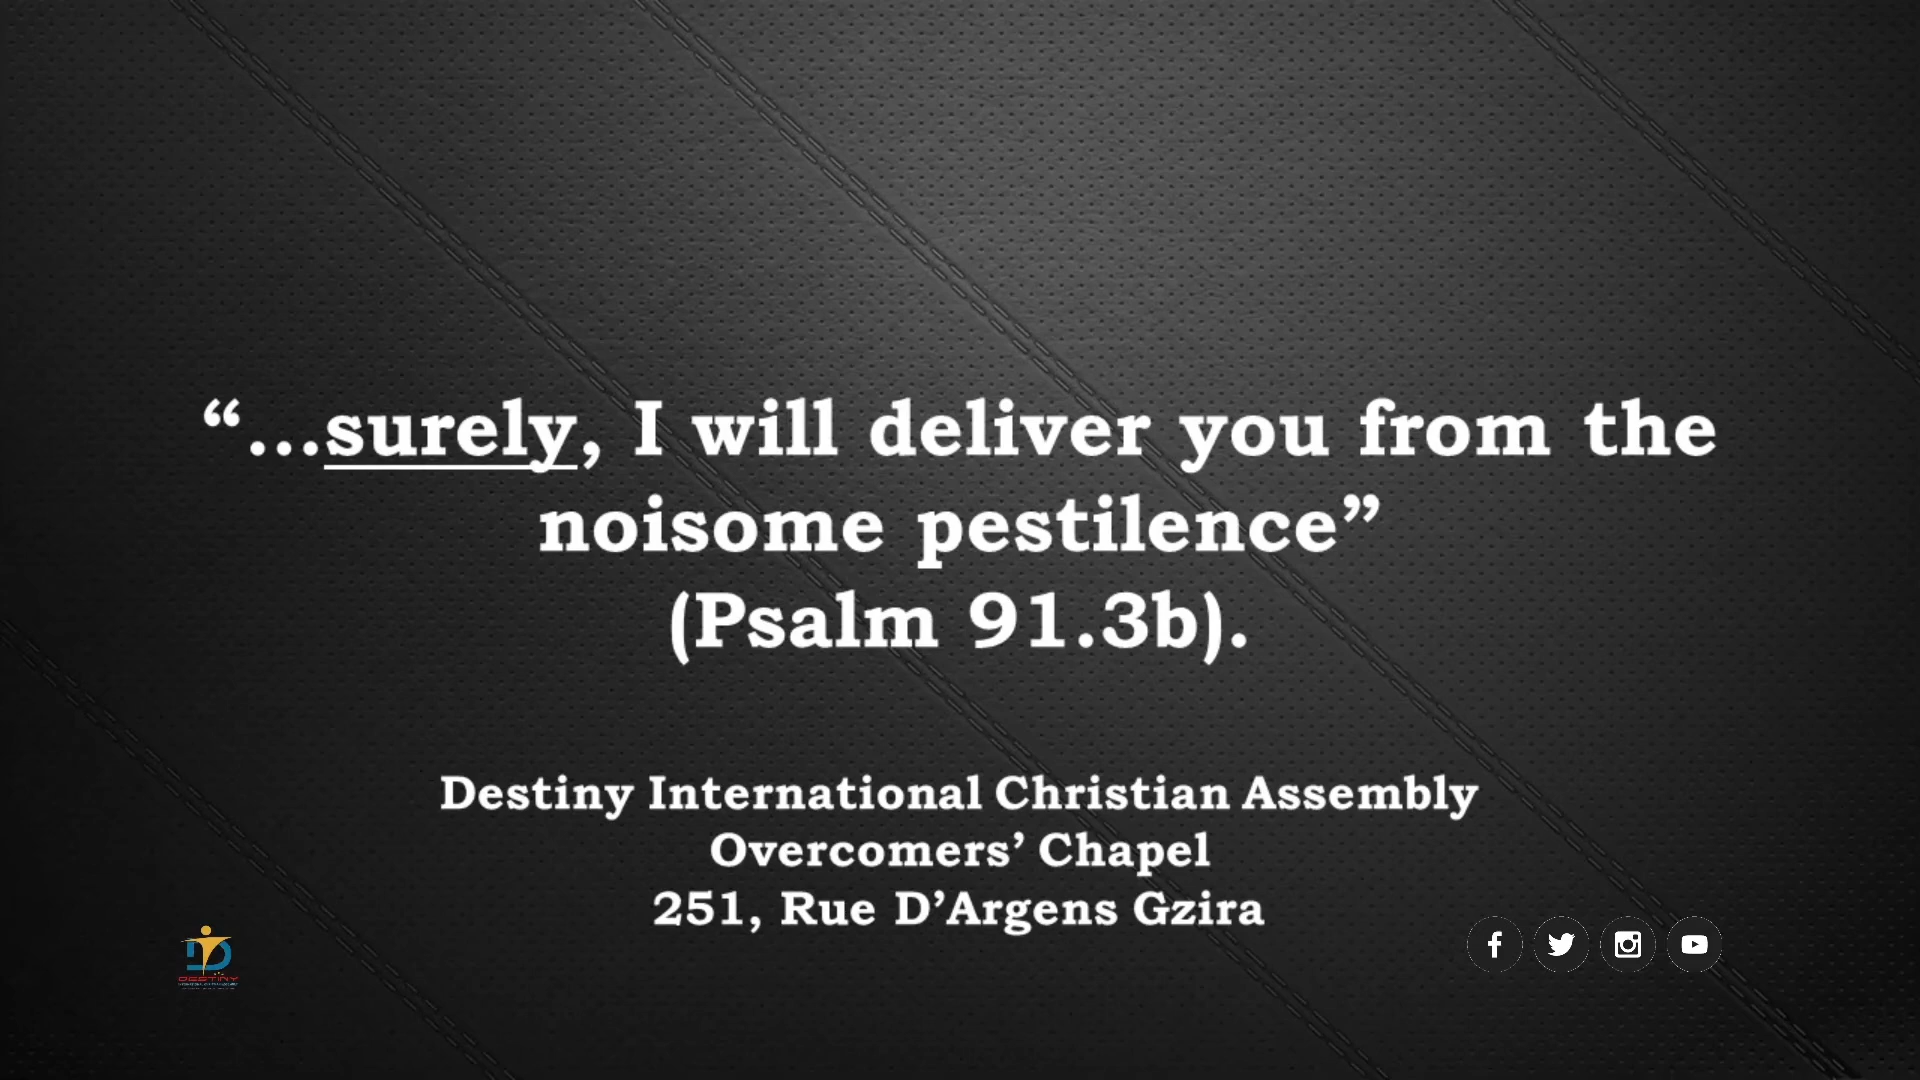 “...surely, I will deliver you from the
noisome pestilence”
(Psalm 91.3b).
Destiny International Christian Assembly
Overcomers’ Chapel
251, Rue D’Argens Gzira
DESTINY